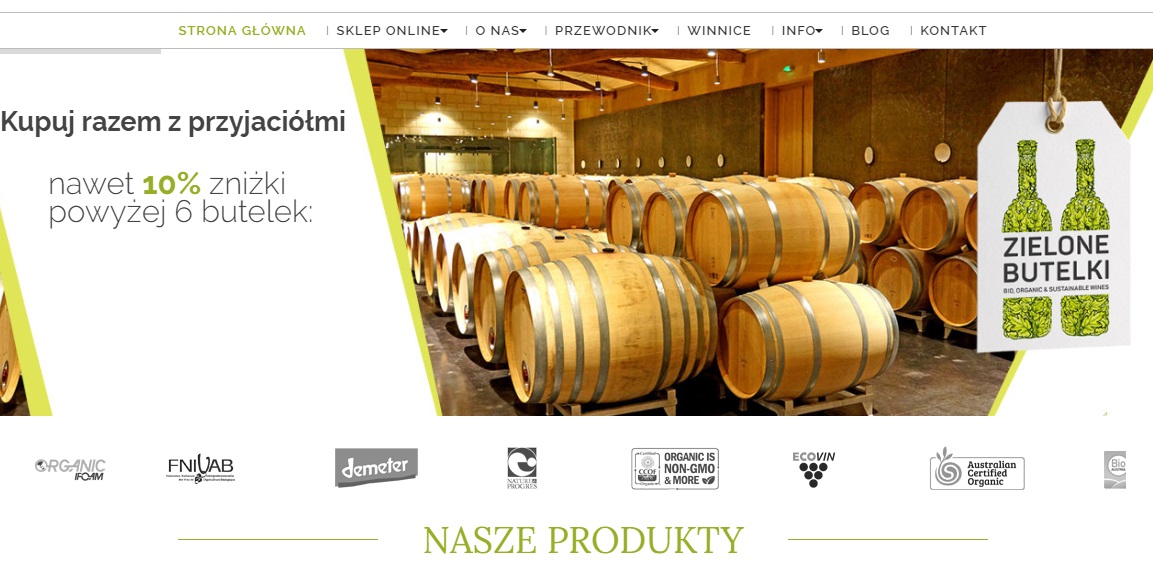 STRONA GŁÓWNA SKLEP ONLINE O NAS PRZEWODNIK WINNICE INFO BLOG KONTAKT
Kupuj razem z przyjaciółmi
nawet 10% zniżki
powyżej 6 butelek:
ZIELONE
BUTELKI
BIO, ORGANIC & SUSTAINABLE WINES
ORGANIC
IFOAM
FNIVAB
demeter
NATURE &
PROGRES
CCOF
ORGANIC IS
NON-GMO
& MORE
ECOVIN
Australian
Certified
Organic
Bio
AUSTRIA
NASZE PRODUKTY